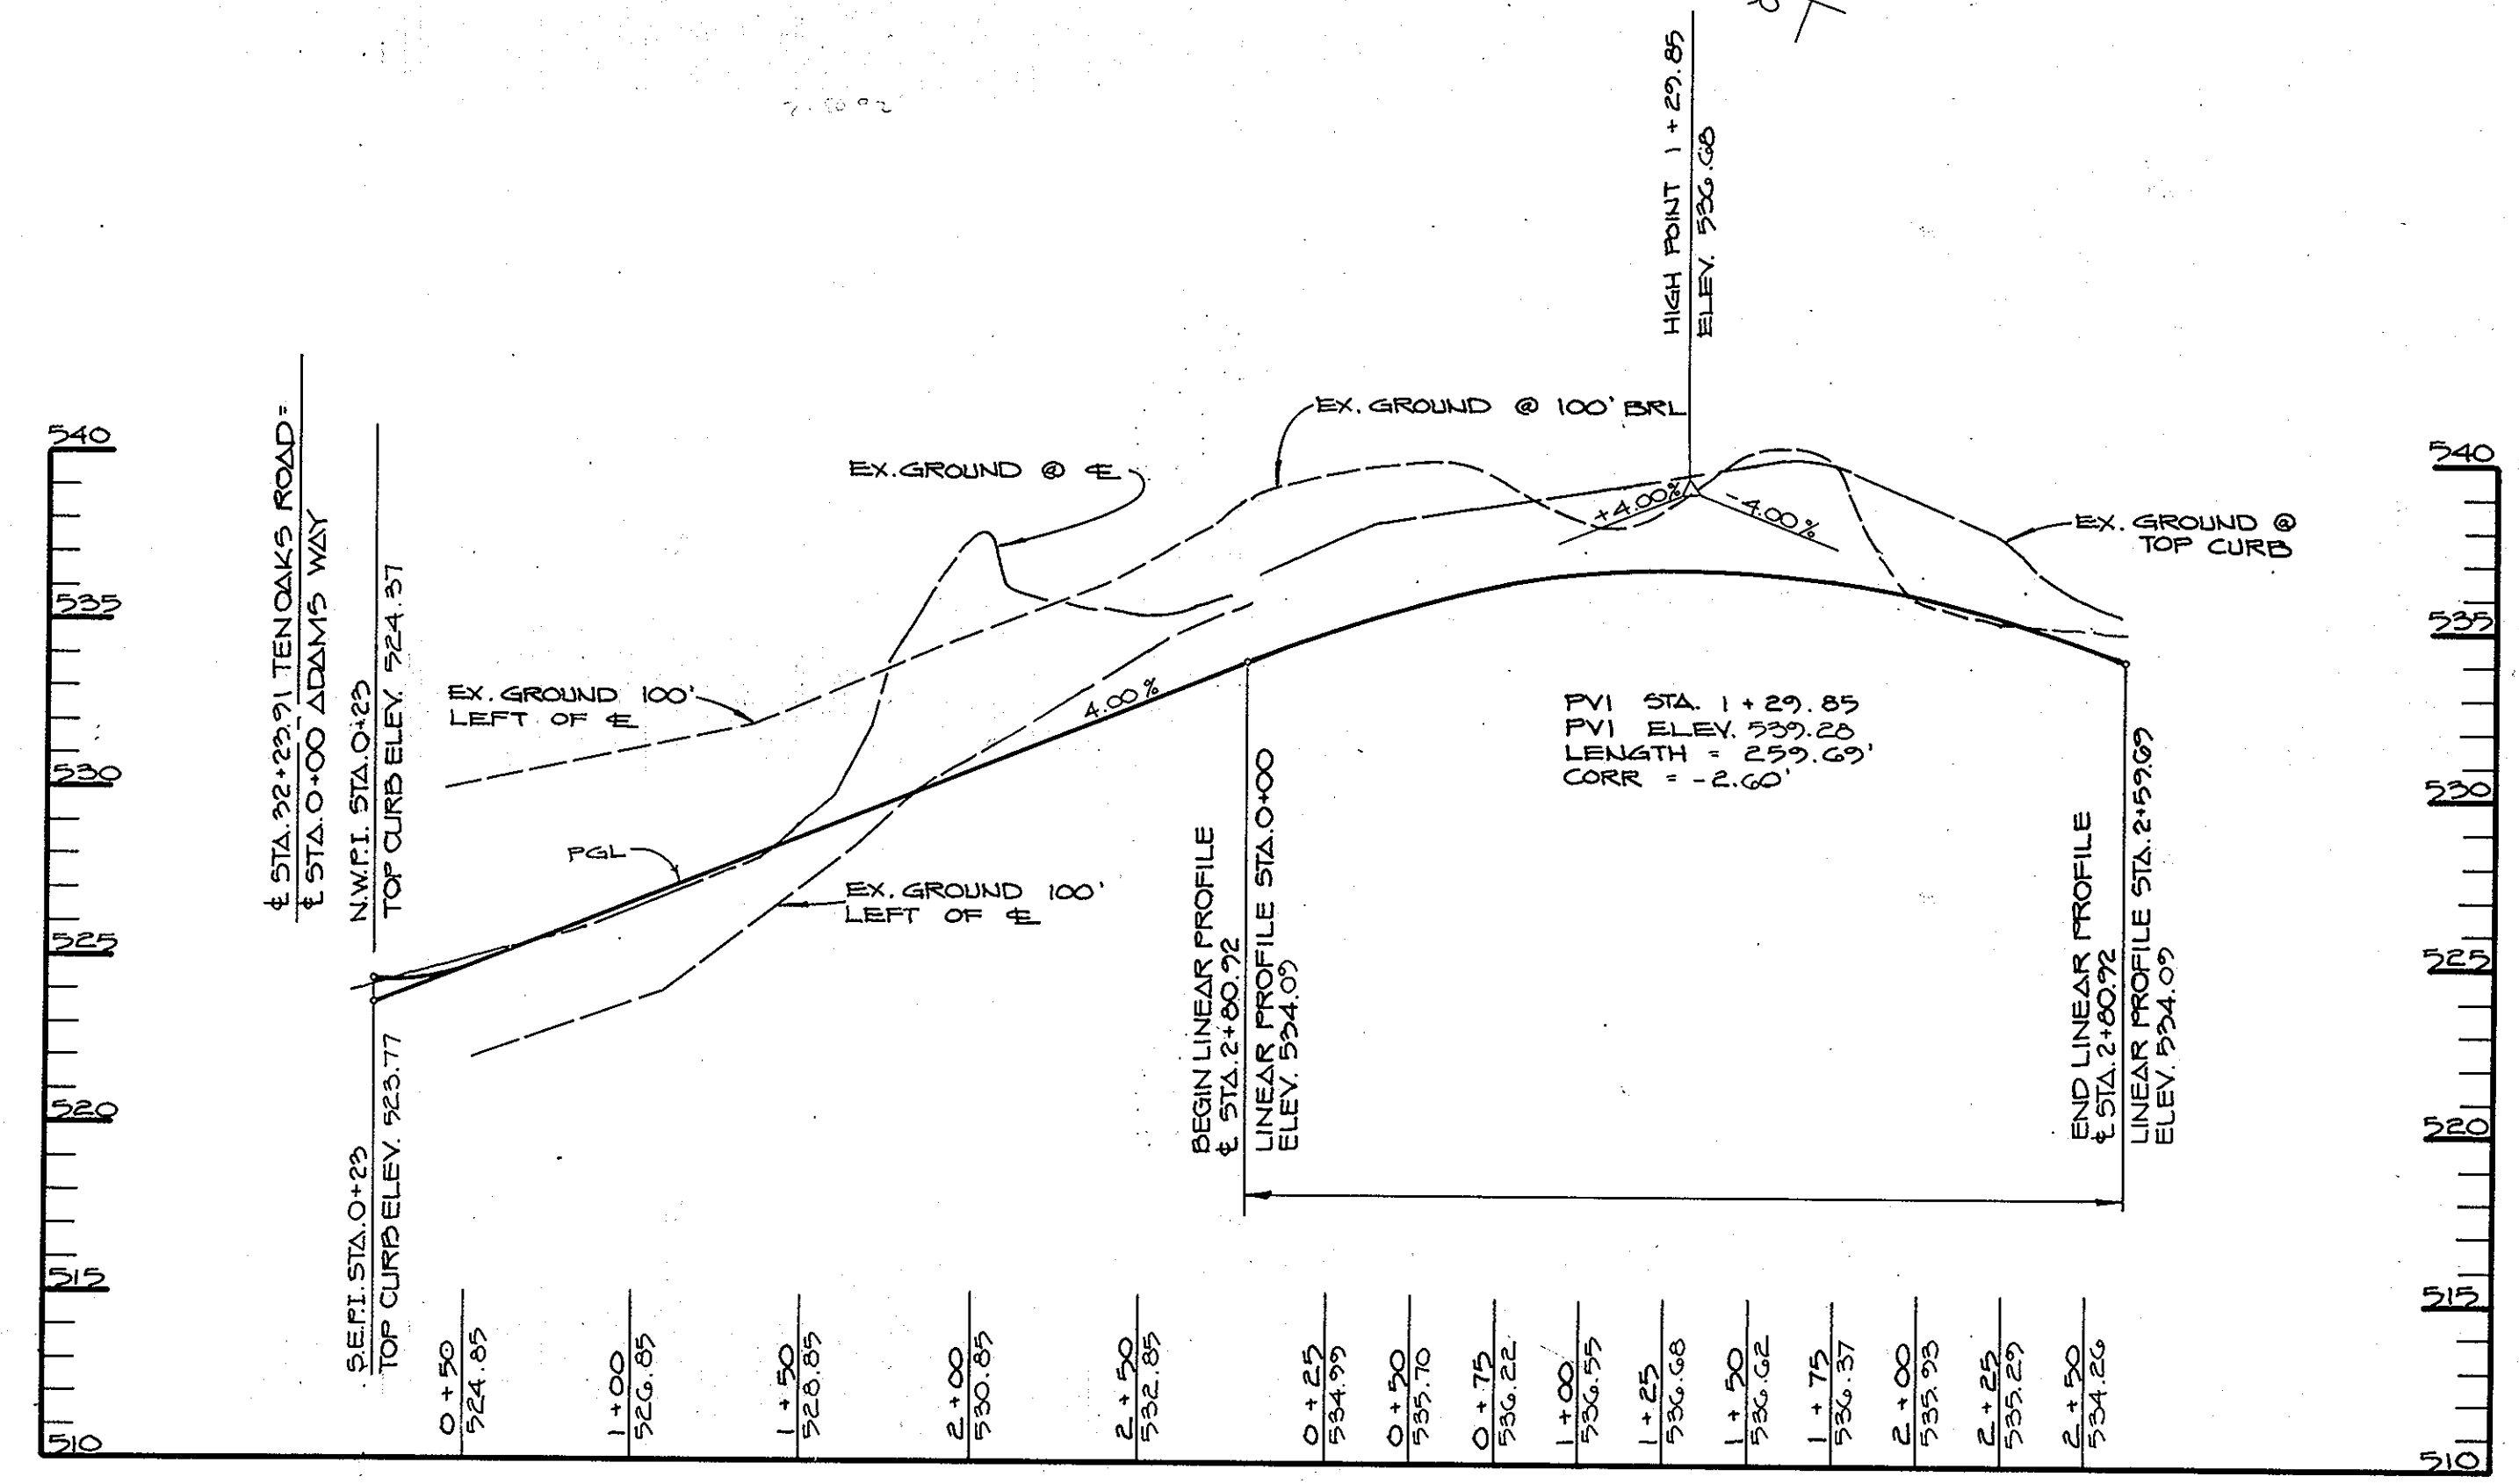 HIGH POINT 1 + 29.85
ELEV. 536.68
℄ STA. 32+23.91 TEN OAKS ROAD =
℄ STA. 0+00 ADAMS WAY
N.W.P.I. STA. 0+23
TOP CURB ELEV. 524.37
540
535
530
525
520
515
510
EX. GROUND @ 100' BRL
EX. GROUND @ ℄
+4.00%
-4.00%
EX. GROUND @
TOP CURB
EX. GROUND 100'
LEFT OF ℄
4.00%
PGL
EX. GROUND 100'
LEFT OF ℄
PVI STA. 1 + 29.85
PVI ELEV. 539.28
LENGTH = 259.69'
CORR = -2.60'
S.E.P.I. STA. 0+23
TOP CURB ELEV. 523.77
BEGIN LINEAR PROFILE
℄ STA. 2+80.92
LINEAR PROFILE STA. 0+00
ELEV. 534.09
END LINEAR PROFILE
℄ STA. 2+80.92
LINEAR PROFILE STA. 2+59.69
ELEV. 534.09
540
535
530
525
520
515
510
0 + 50
524.85
1 + 00
526.85
1 + 50
528.85
2 + 00
530.85
2 + 50
532.85
0 + 25
534.99
0 + 50
535.70
0 + 75
536.22
1 + 00
536.55
1 + 25
536.68
1 + 50
536.62
1 + 75
536.37
2 + 00
535.93
2 + 25
535.29
2 + 50
534.26